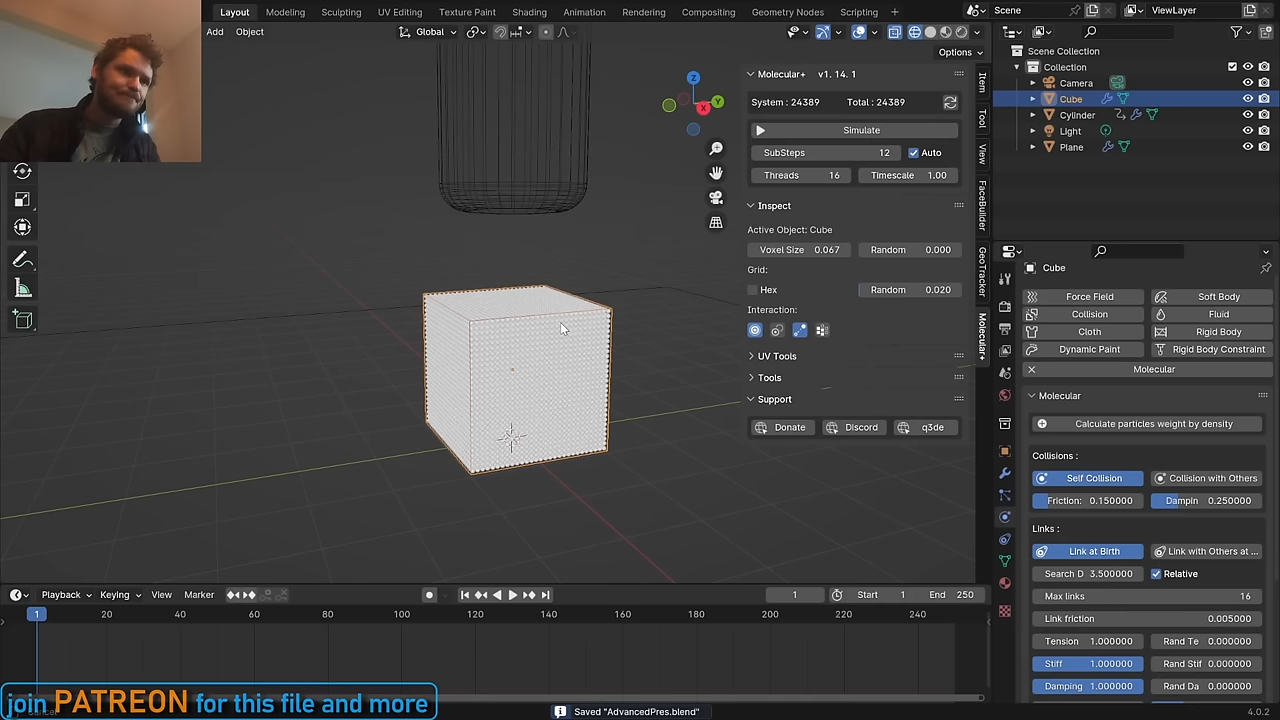 Layout Modeling Sculpting UV Editing Texture Paint Shading Animation Rendering Compositing Geometry Nodes Scripting +
Scene
ViewLayer
Add Object
Global
Options
Molecular+ v1. 14. 1
System : 24389 Total : 24389
Simulate
SubSteps 12 Auto
Threads 16 Timescale 1.00
Inspect
Active Object: Cube
Voxel Size 0.067 Random 0.000
Grid:
Hex Random 0.020
Interaction:
UV Tools
Tools
Support
Donate Discord q3de
Item
Tool
View
FaceBuilder
GeoTracker
Molecular+
Z
Y
X
Scene Collection
Collection
Camera
Cube
Cylinder
Light
Plane
Cube
Force Field Soft Body
Collision Fluid
Cloth Rigid Body
Dynamic Paint Rigid Body Constraint
Molecular
Molecular
Calculate particles weight by density
Collisions :
Self Collision Collision with Others
Friction: 0.150000 Dampin 0.250000
Links :
Link at Birth Link with Others at ...
Search D 3.500000 Relative
Max links 16
Link friction 0.005000
Tension 1.000000 Rand Te 0.000000
Stiff 1.000000 Rand Stif 0.000000
Damping 1.000000 Rand Da 0.000000
Playback Keying View Marker
1 Start 1 End 250
1 20 40 60 80 100 120 140 160 180 200 220 240
join PATREON for this file and more
Saved "AdvancedPres.blend"
4.0.2